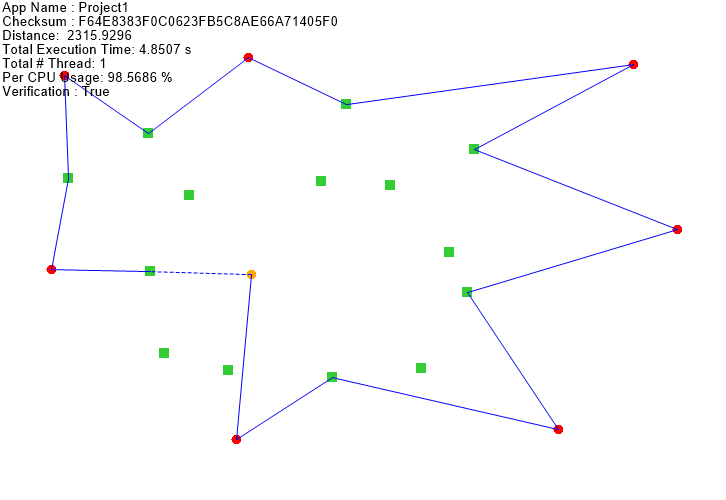 App Name : Project1
Checksum : F64E8383F0C0623FB5C8AE66A71405F0
Distance:  2315.9296
Total Execution Time: 4.8507 s
Total # Thread: 1
Per CPU Usage: 98.5686 %
Verification : True